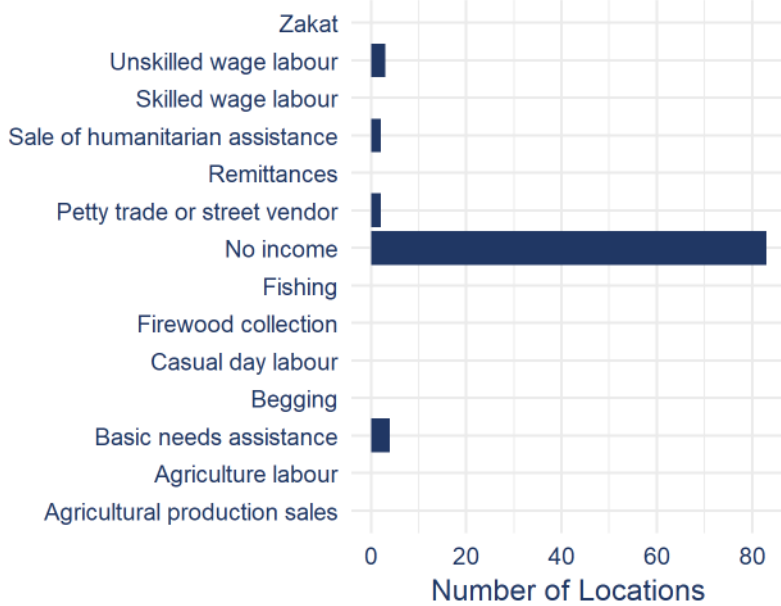 Zakat
Unskilled wage labour
Skilled wage labour
Sale of humanitarian assistance
Remittances
Petty trade or street vendor
No income
Fishing
Firewood collection
Casual day labour
Begging
Basic needs assistance
Agriculture labour
Agricultural production sales
0 20 40 60 80
Number of Locations